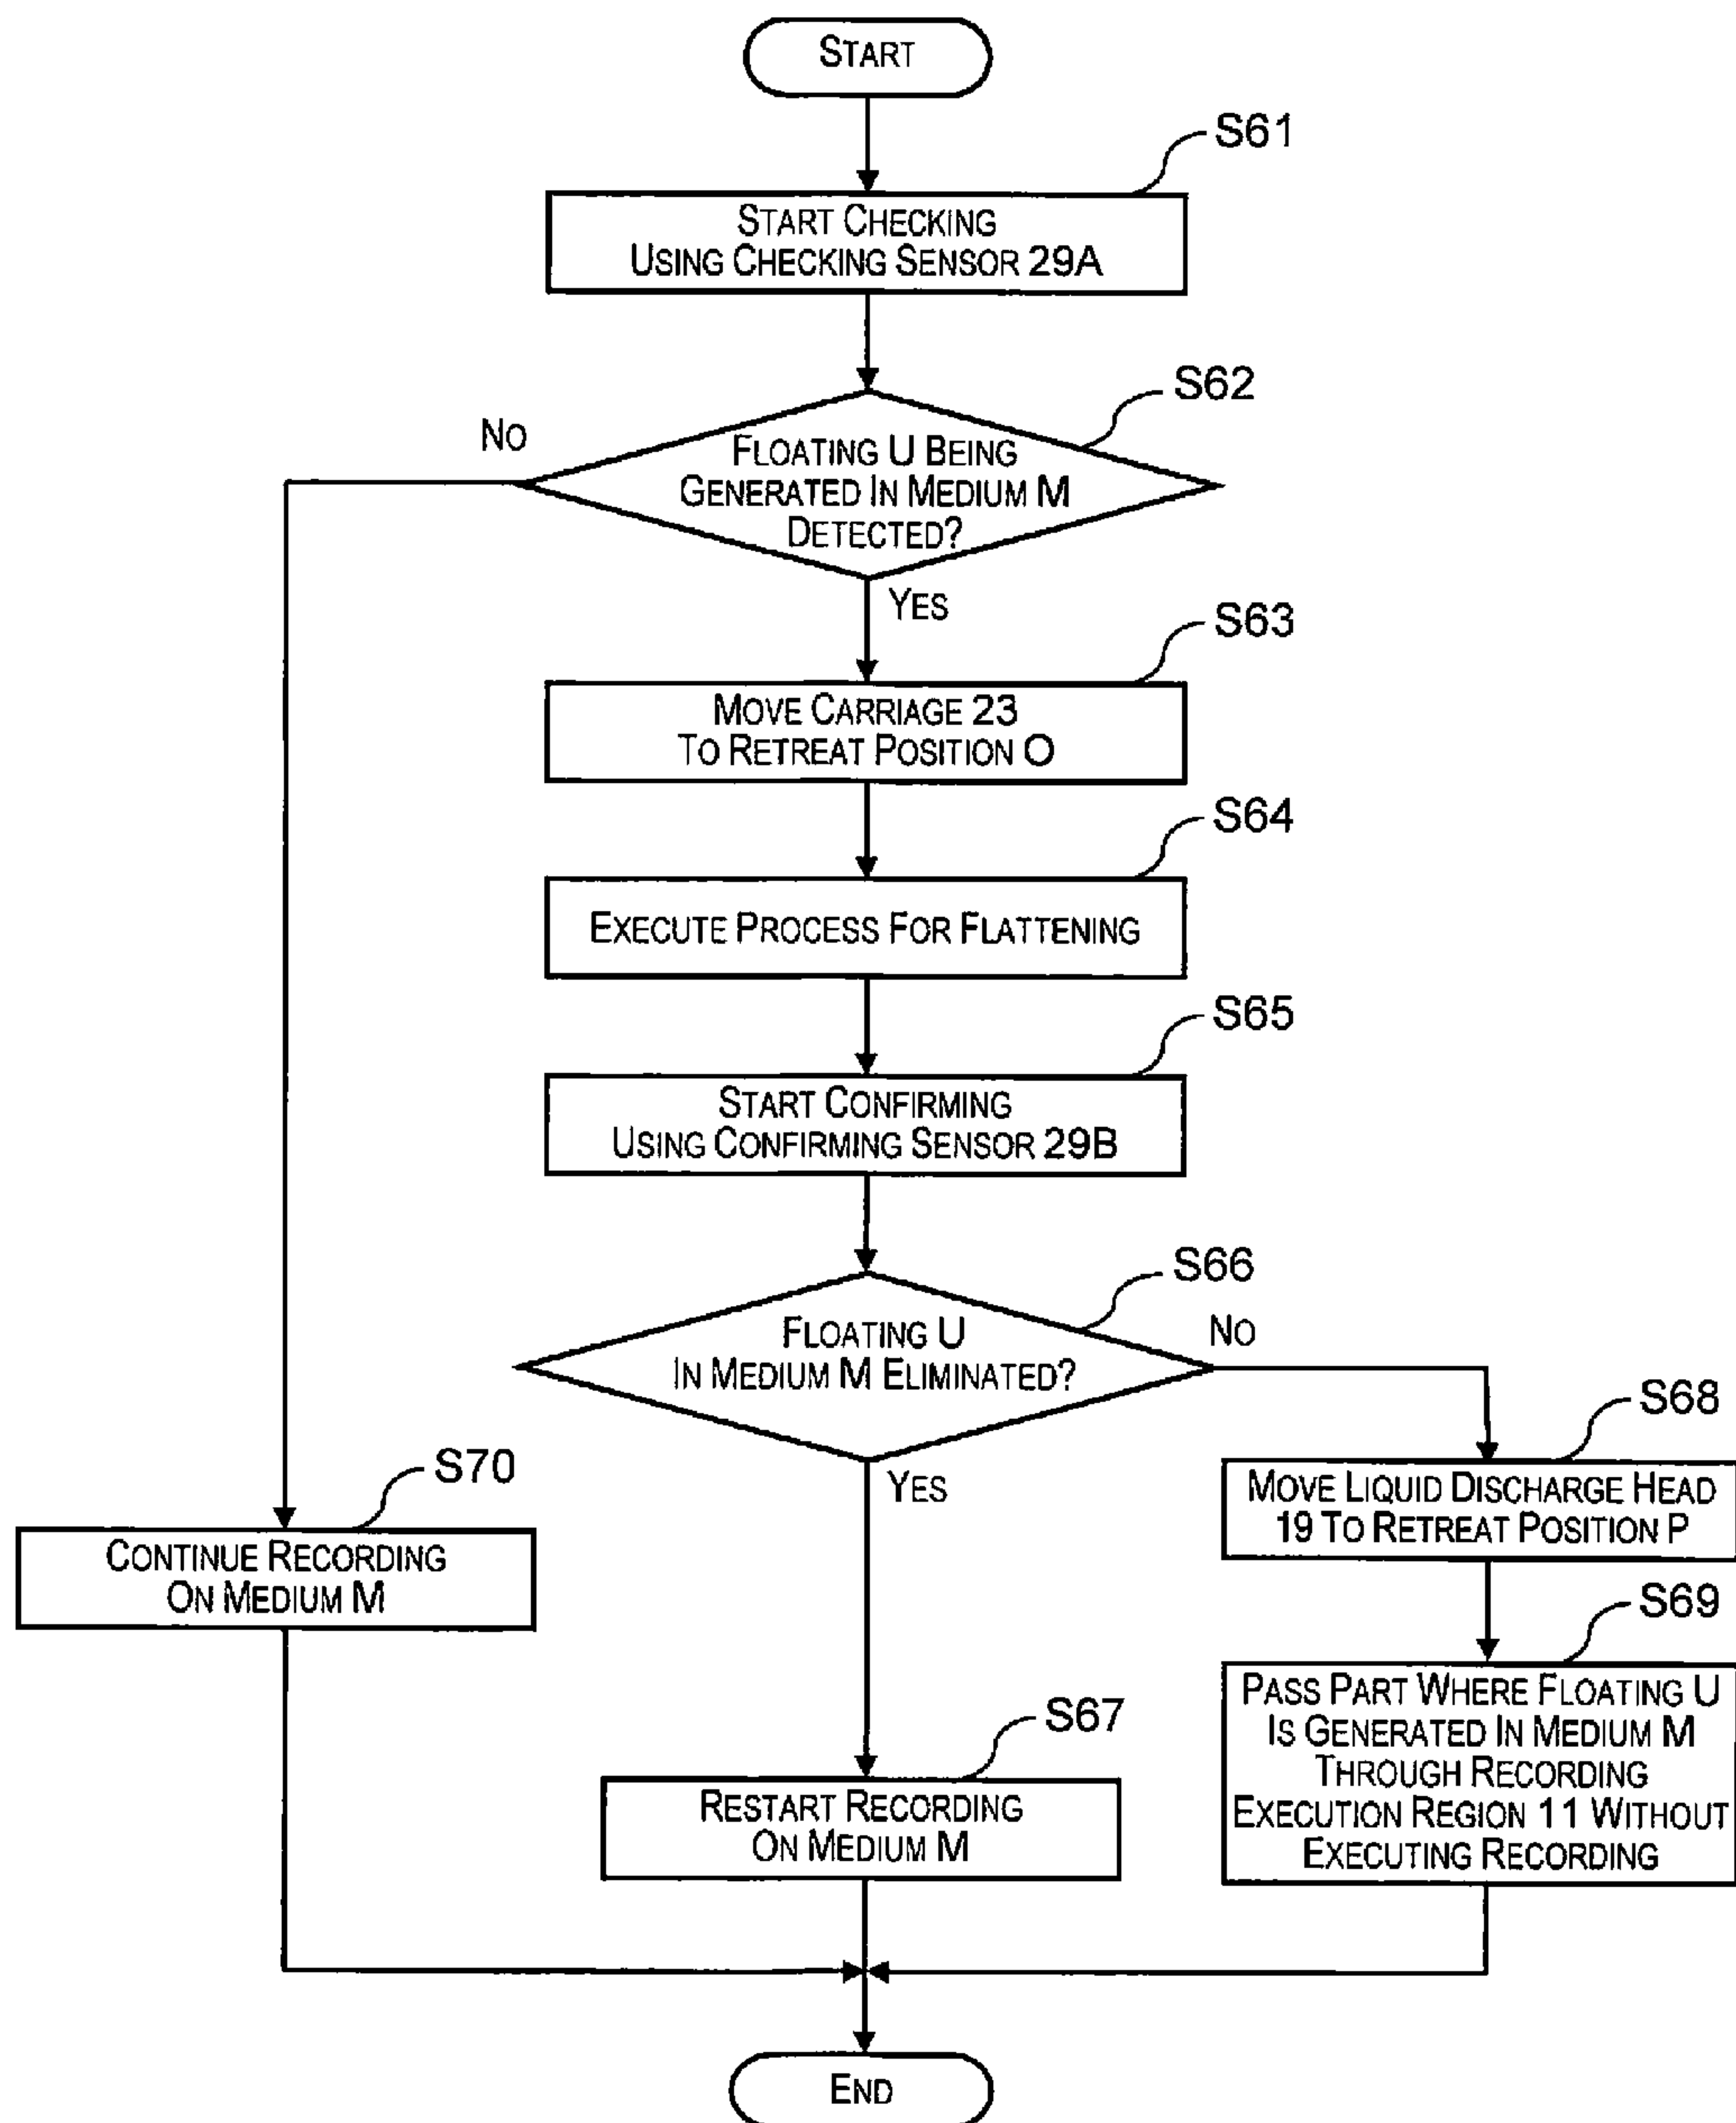 START
S61
START CHECKING
USING CHECKING SENSOR 29A
S62
NO
FLOATING U BEING
GENERATED IN MEDIUM M
DETECTED?
YES
S63
MOVE CARRIAGE 23
TO RETREAT POSITION O
S64
EXECUTE PROCESS FOR FLATTENING
S65
START CONFIRMING
USING CONFIRMING SENSOR 29B
S66
FLOATING U
IN MEDIUM M ELIMINATED?
NO
YES
S68
MOVE LIQUID DISCHARGE HEAD
19 TO RETREAT POSITION P
S70
CONTINUE RECORDING
ON MEDIUM M
S69
PASS PART WHERE FLOATING U
IS GENERATED IN MEDIUM M
THROUGH RECORDING
EXECUTION REGION 11 WITHOUT
EXECUTING RECORDING
S67
RESTART RECORDING
ON MEDIUM M
END